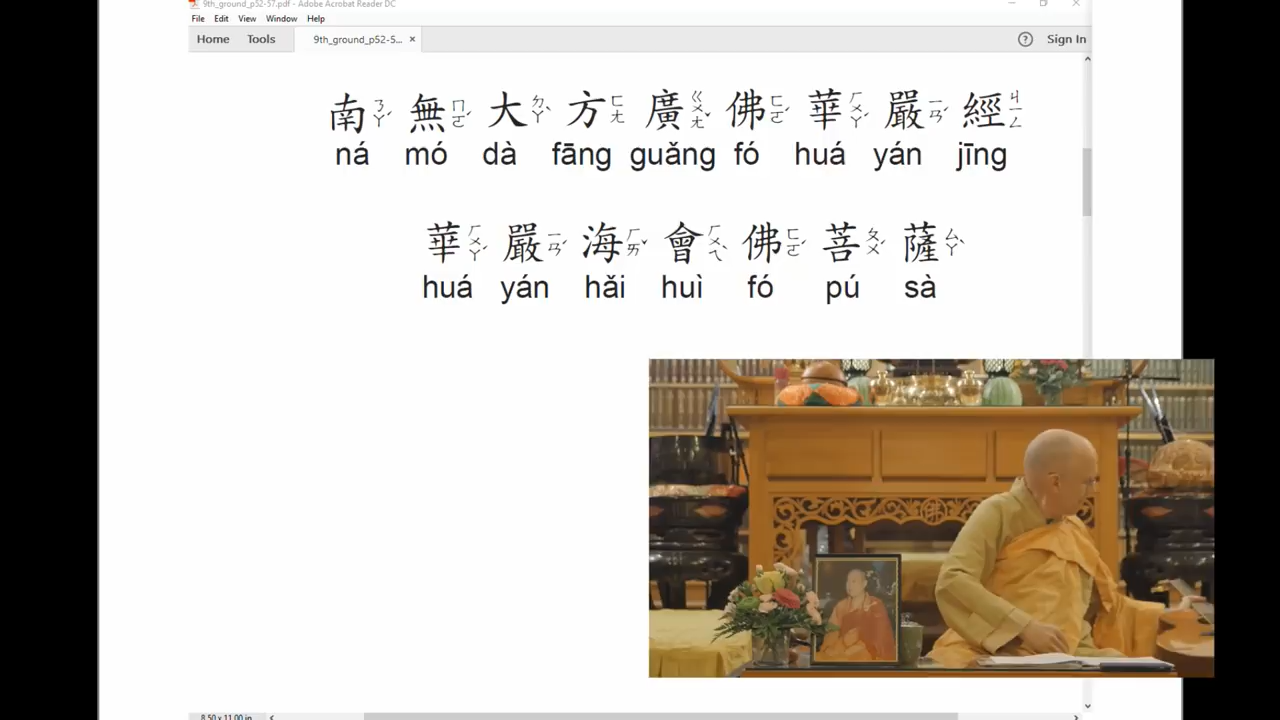 9th_ground_p52-57.pdf - Adobe Acrobat Reader DC
File Edit View Window Help
Home Tools 9th_ground_p52-5... × Sign In
南ㄋㄚˊ 無ㄇㄛˊ 大ㄉㄚˋ 方ㄈㄤ 廣ㄍㄨㄤˇ 佛ㄈㄛˊ 華ㄏㄨㄚˊ 嚴ㄧㄢˊ 經ㄐㄧㄥ
ná mó dà fāng guǎng fó huá yán jīng
華ㄏㄨㄚˊ 嚴ㄧㄢˊ 海ㄏㄞˇ 會ㄏㄨㄟˋ 佛ㄈㄛˊ 菩ㄆㄨˊ 薩ㄙㄚˋ
huá yán hǎi huì fó pú sà
8.50 x 11.00 in